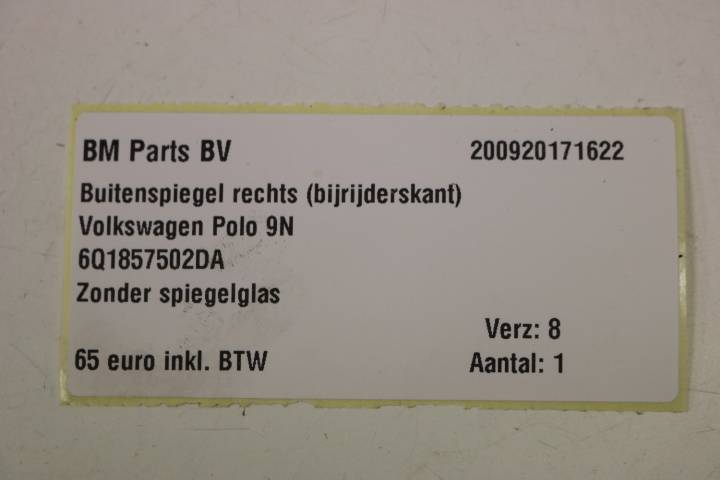 BM Parts BV 200920171622
Buitenspiegel rechts (bijrijderskant)
Volkswagen Polo 9N
6Q1857502DA
Zonder spiegelglas
Verz: 8
65 euro inkl. BTW Aantal: 1